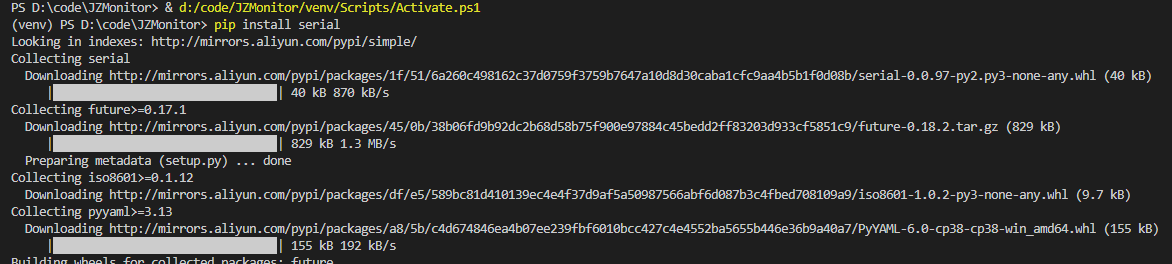 PS D:\code\JZMonitor> & d:/code/JZMonitor/venv/Scripts/Activate.ps1
(venv) PS D:\code\JZMonitor> pip install serial
Looking in indexes: http://mirrors.aliyun.com/pypi/simple/
Collecting serial
  Downloading http://mirrors.aliyun.com/pypi/packages/1f/51/6a260c498162c37d0759f3759b7647a10d8d30caba1cfc9aa4b5b1f0d08b/serial-0.0.97-py2.py3-none-any.whl (40 kB)
     |████████████████████████████████| 40 kB 870 kB/s
Collecting future>=0.17.1
  Downloading http://mirrors.aliyun.com/pypi/packages/45/0b/38b06fd9b92dc2b68d58b75f900e97884c45bedd2ff83203d933cf5851c9/future-0.18.2.tar.gz (829 kB)
     |████████████████████████████████| 829 kB 1.3 MB/s
  Preparing metadata (setup.py) ... done
Collecting iso8601>=0.1.12
  Downloading http://mirrors.aliyun.com/pypi/packages/df/e5/589bc81d410139ec4e4f37d9af5a50987566abf6d087b3c4fbed708109a9/iso8601-1.0.2-py3-none-any.whl (9.7 kB)
Collecting pyyaml>=3.13
  Downloading http://mirrors.aliyun.com/pypi/packages/a8/5b/c4d674846ea4b07ee239fbf6010bcc427c4e4552ba5655b446e36b9a40a7/PyYAML-6.0-cp38-cp38-win_amd64.whl (155 kB)
     |████████████████████████████████| 155 kB 192 kB/s
Building wheels for collected packages: future